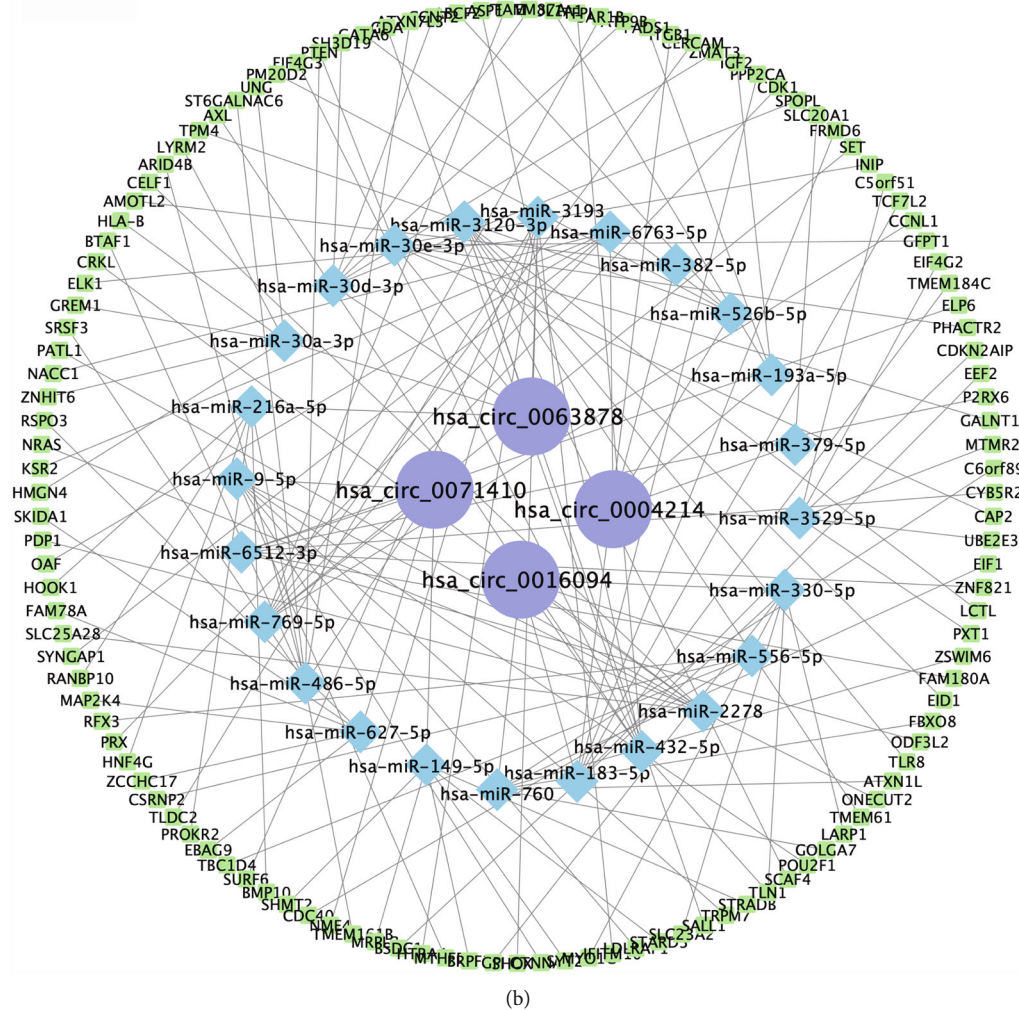 SH3D19
PTEN
EIF4G3
PM20D2
UNG
ST6GALNAC6
AXL
TPM4
LYRM2
ARID4B
CELF1
AMOTL2
HLA-B
BTAF1
CRKL
ELK1
GREM1
SRSF3
PATL1
NACC1
ZNHIT6
RSPO3
NRAS
KSR2
HMGN4
SKIDA1
PDP1
OAF
HOOK1
FAM78A
SLC25A28
SYNGAP1
RANBP10
MAP2K4
RFX3
PRX
HNF4G
ZCCHC17
CSRNP2
TLDC2
PROKR2
EBAG9
TBC1D4
SURF6
BMP10
SHMT2
CDC40
TMEM161B
GATA6
ATXN7L3
FADS1
ITGB1
CERCAM
ZMAT3
IGF2
PPP2CA
CDK1
SPOPL
SLC20A1
FRMD6
SET
INIP
C5orf51
TCF7L2
CCNL1
GFPT1
EIF4G2
TMEM184C
ELP6
PHACTR2
CDKN2AIP
EEF2
P2RX6
GALNT1
MTMR2
C6orf89
CYB5R2
CAP2
UBE2E3
EIF1
ZNF821
LCTL
PXT1
ZSWIM6
FAM180A
EID1
FBXO8
ODF3L2
TLR8
ATXN1L
ONECUT2
TMEM61
LARP1
GOLGA7
POU2F1
SCAF4
TLN1
STRADB
TRPM7
SALL1
SLC23A2
STARD3
hsa-miR-3193
hsa-miR-3120-3p
hsa-miR-6763-5p
hsa-miR-30e-3p
hsa-miR-382-5p
hsa-miR-30d-3p
hsa-miR-526b-5p
hsa-miR-30a-3p
hsa-miR-193a-5p
hsa-miR-216a-5p
hsa-miR-379-5p
hsa-miR-9-5p
hsa-miR-3529-5p
hsa-miR-6512-3p
hsa-miR-330-5p
hsa-miR-769-5p
hsa-miR-556-5p
hsa-miR-486-5p
hsa-miR-2278
hsa-miR-627-5p
hsa-miR-432-5p
hsa-miR-149-5p
hsa-miR-183-5p
hsa-miR-760
hsa_circ_0063878
hsa_circ_0071410
hsa_circ_0004214
hsa_circ_0016094
(b)